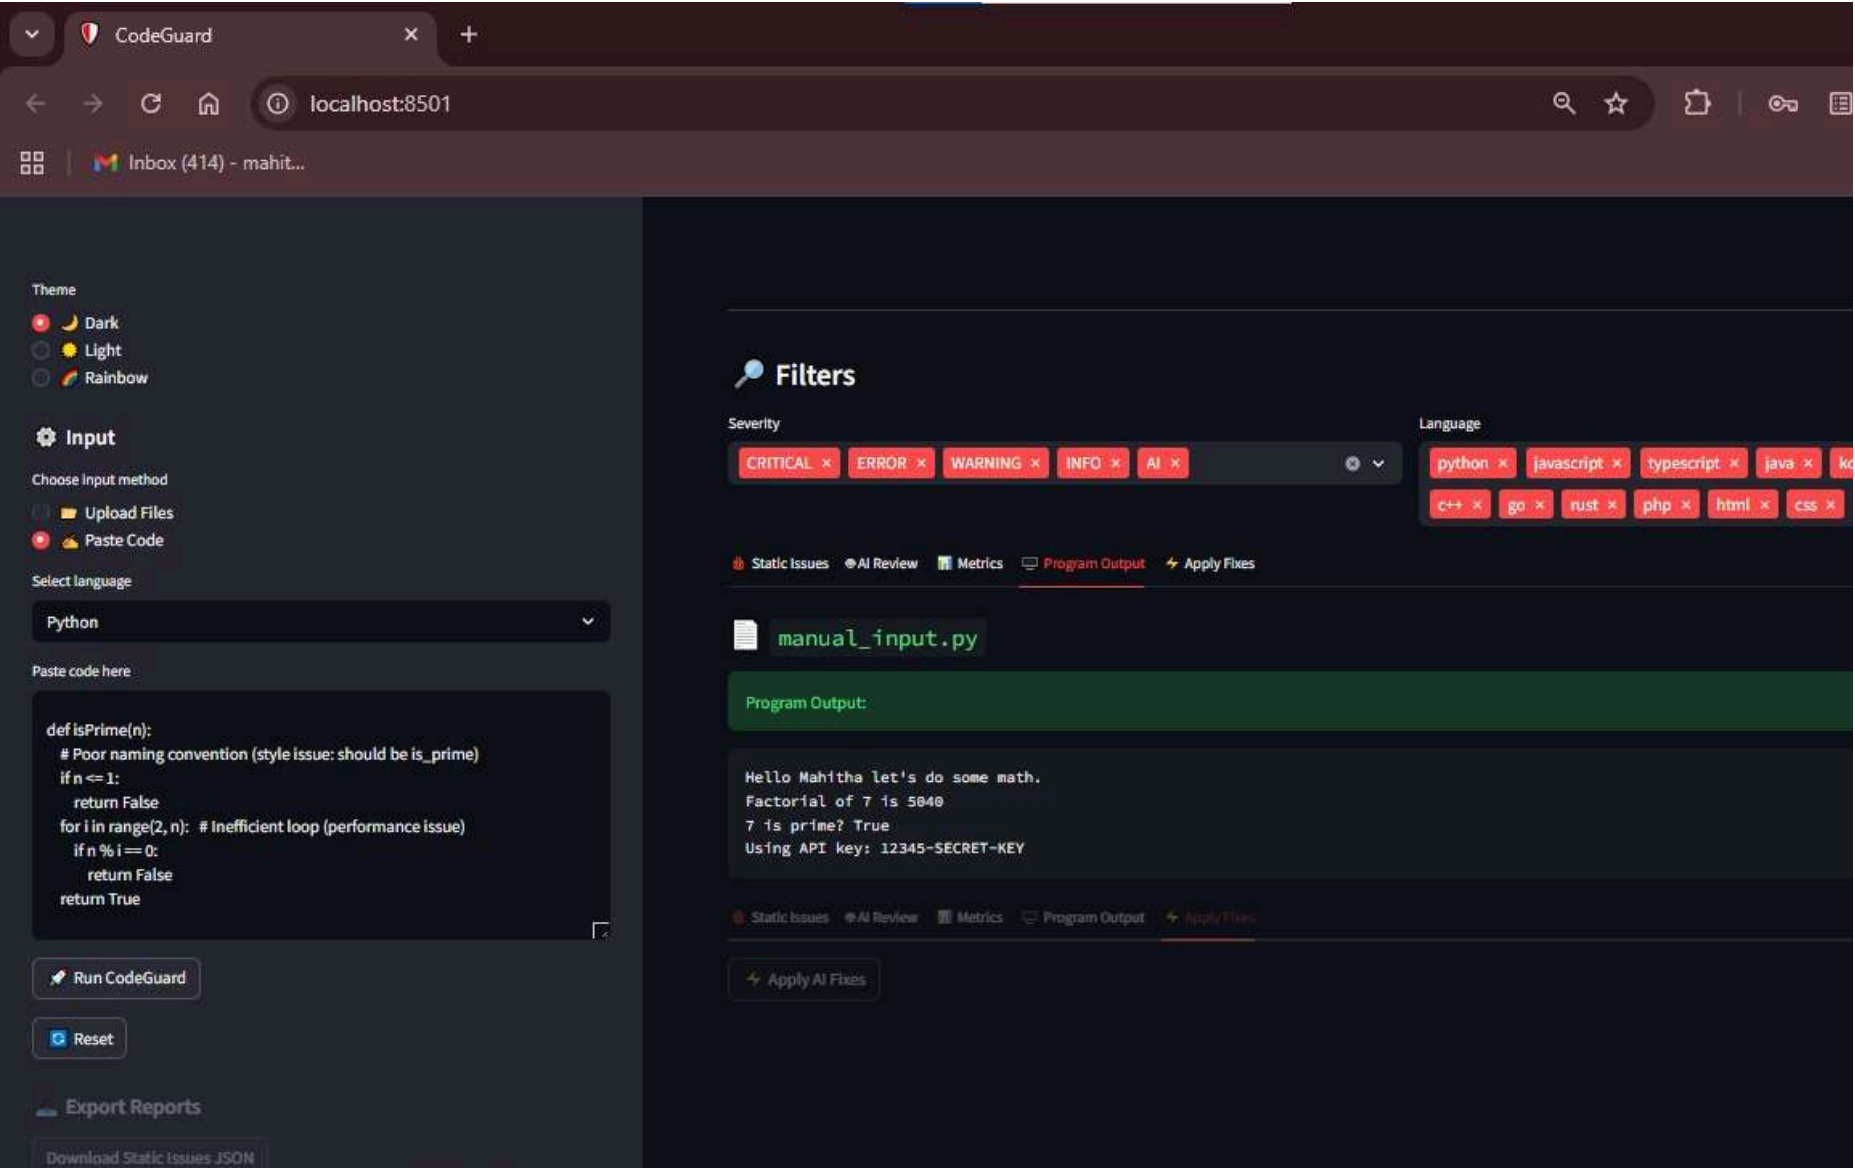 CodeGuard
localhost:8501
Inbox (414) - mahit...
Theme
Dark
Light
Rainbow
Input
Choose input method
Upload Files
Paste Code
Select language
Python
Paste code here
def isPrime(n):
# Poor naming convention (style issue: should be is_prime)
if n <= 1:
return False
for i in range(2, n):  # Inefficient loop (performance issue)
if n % i == 0:
return False
return True
Run CodeGuard
Reset
Export Reports
Download Static Issues JSON
Filters
Severity
CRITICAL × ERROR × WARNING × INFO × AI ×
Language
python × javascript × typescript × java ×
c++ × go × rust × php × html × css ×
Static Issues AI Review Metrics Program Output Apply Fixes
manual_input.py
Program Output:
Hello Mahitha let's do some math.
Factorial of 7 is 5040
7 is prime? True
Using API key: 12345-SECRET-KEY
Static Issues AI Review Metrics Program Output Apply Fixes
Apply AI Fixes